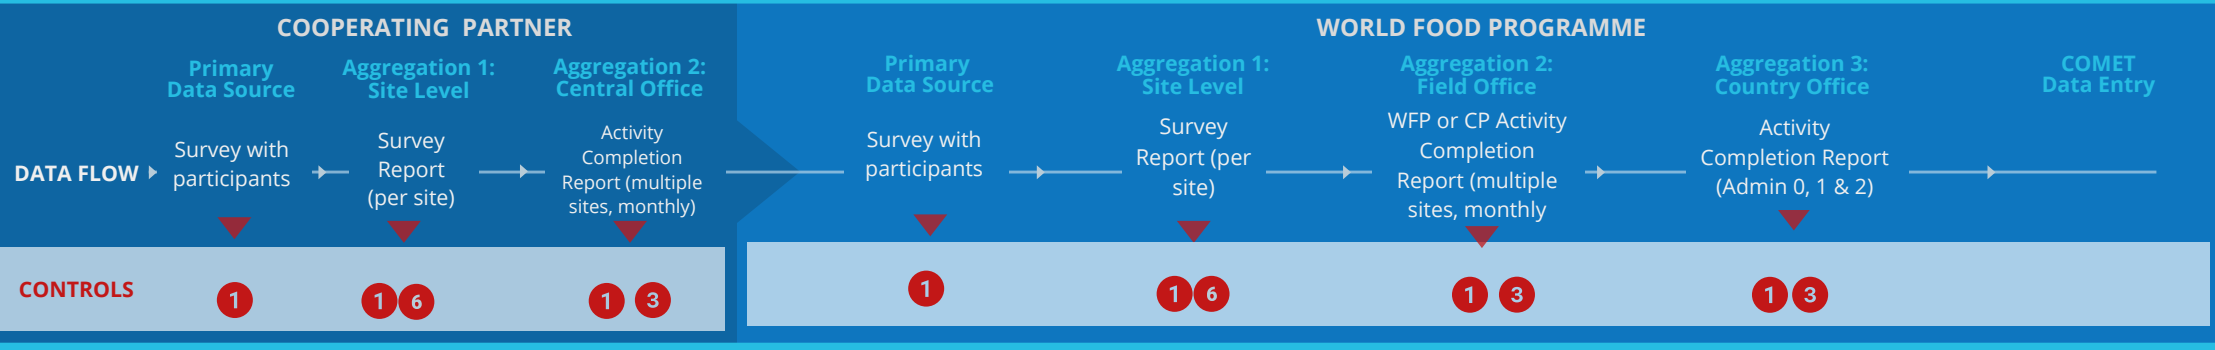 COOPERATING PARTNER
Primary
Data Source
Aggregation 1:
Site Level
Aggregation 2:
Central Office
DATA FLOW
Survey with
participants
Survey
Report
(per site)
Activity
Completion
Report (multiple
sites, monthly)
CONTROLS
1
1 6
1 3
WORLD FOOD PROGRAMME
Primary
Data Source
Aggregation 1:
Site Level
Aggregation 2:
Field Office
Aggregation 3:
Country Office
COMET
Data Entry
Survey with
participants
Survey
Report (per
site)
WFP or CP Activity
Completion
Report (multiple
sites, monthly
Activity
Completion Report
(Admin 0, 1 & 2)
1
1 6
1 3
1 3